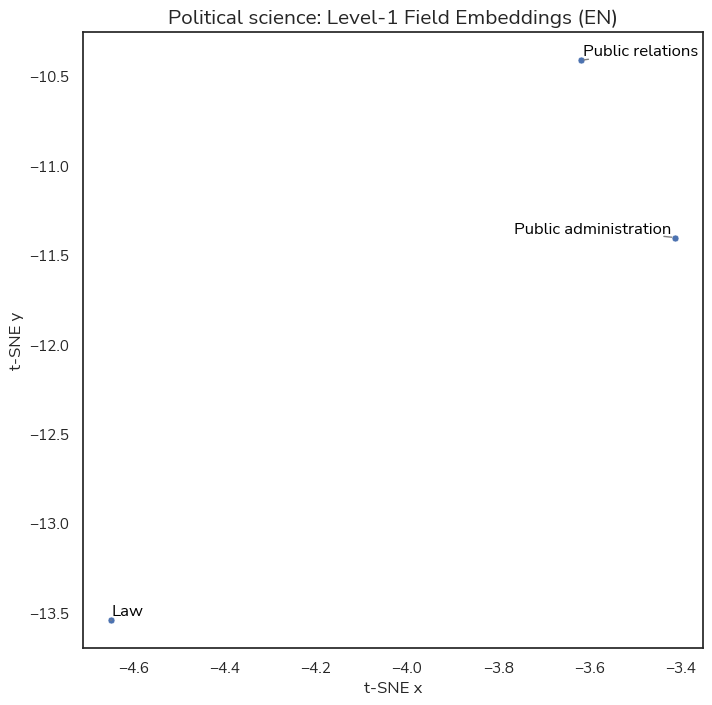 Political science: Level-1 Field Embeddings (EN)
Public relations
Public administration
Law
−10.5
−11.0
−11.5
−12.0
−12.5
−13.0
−13.5
t-SNE y
−4.6
−4.4
−4.2
−4.0
−3.8
−3.6
−3.4
t-SNE x